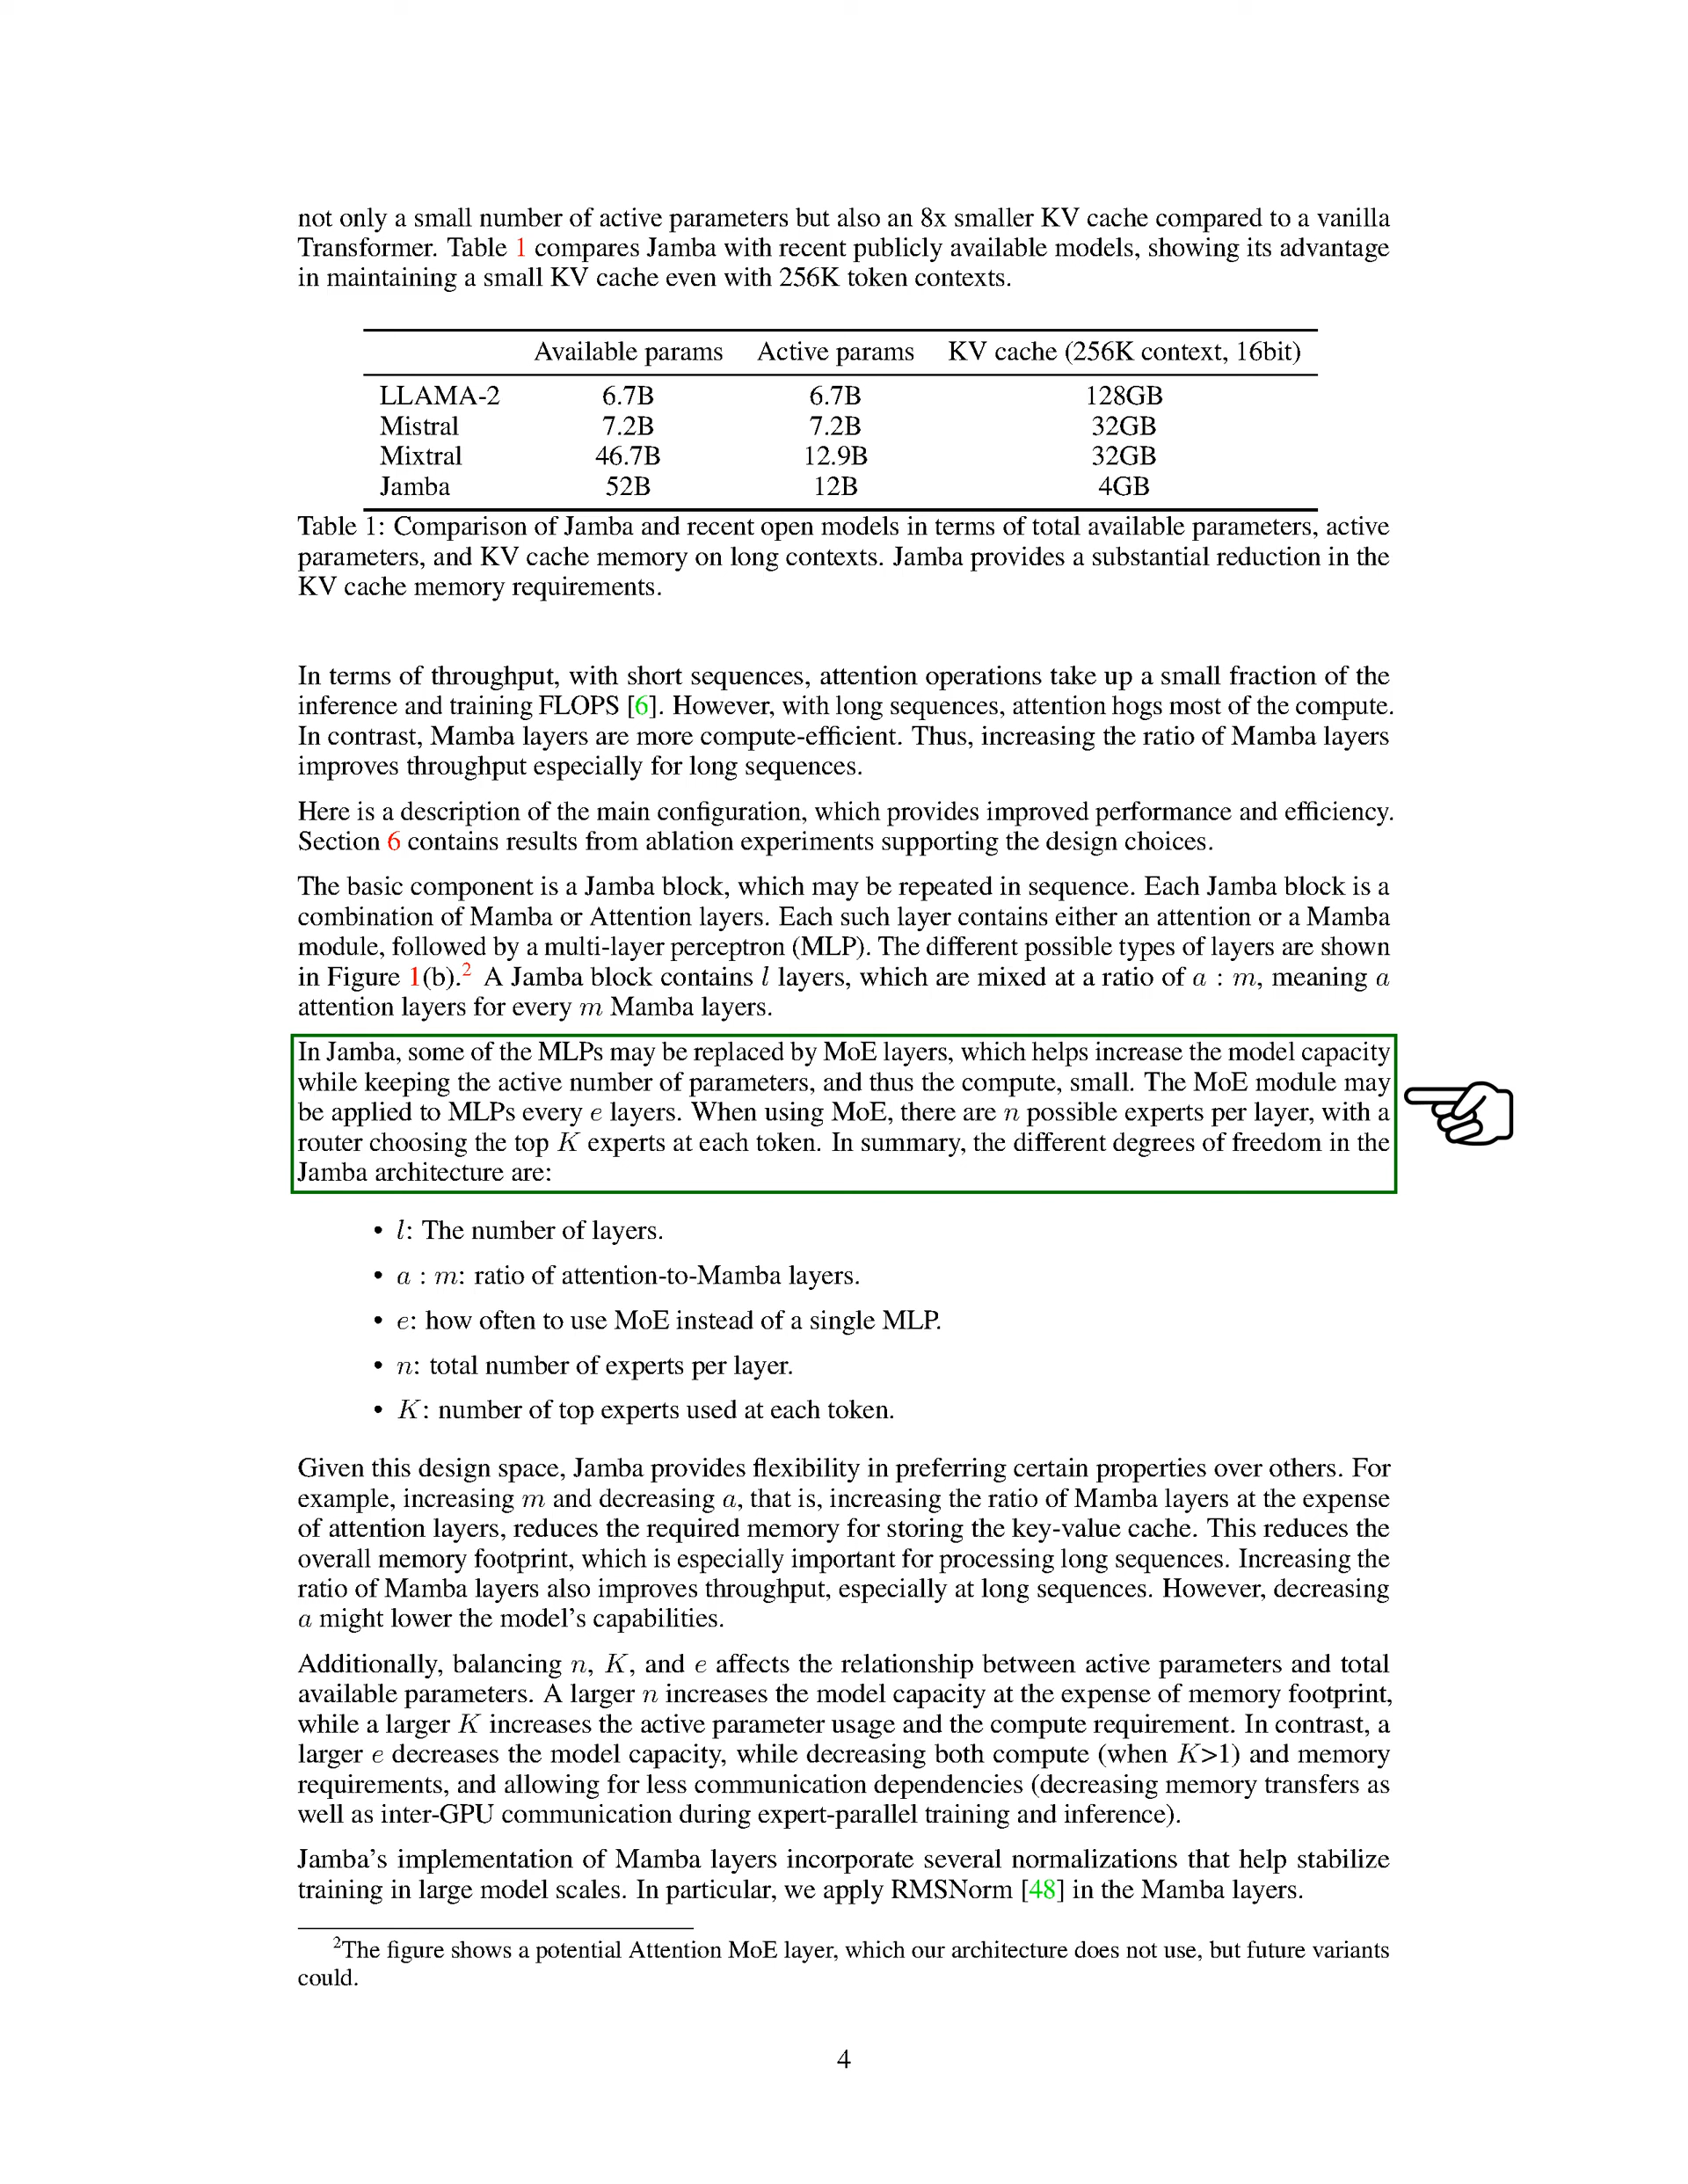 not only a small number of active parameters but also an 8x smaller KV cache compared to a vanilla
Transformer. Table 1 compares Jamba with recent publicly available models, showing its advantage
in maintaining a small KV cache even with 256K token contexts.
Available params Active params KV cache (256K context, 16bit)
LLAMA-2 6.7B 6.7B 128GB
Mistral 7.2B 7.2B 32GB
Mixtral 46.7B 12.9B 32GB
Jamba 52B 12B 4GB
Table 1: Comparison of Jamba and recent open models in terms of total available parameters, active
parameters, and KV cache memory on long contexts. Jamba provides a substantial reduction in the
KV cache memory requirements.
In terms of throughput, with short sequences, attention operations take up a small fraction of the
inference and training FLOPS [6]. However, with long sequences, attention hogs most of the compute.
In contrast, Mamba layers are more compute-efficient. Thus, increasing the ratio of Mamba layers
improves throughput especially for long sequences.
Here is a description of the main configuration, which provides improved performance and efficiency.
Section 6 contains results from ablation experiments supporting the design choices.
The basic component is a Jamba block, which may be repeated in sequence. Each Jamba block is a
combination of Mamba or Attention layers. Each such layer contains either an attention or a Mamba
module, followed by a multi-layer perceptron (MLP). The different possible types of layers are shown
in Figure 1(b).² A Jamba block contains l layers, which are mixed at a ratio of a : m, meaning a
attention layers for every m Mamba layers.
In Jamba, some of the MLPs may be replaced by MoE layers, which helps increase the model capacity
while keeping the active number of parameters, and thus the compute, small. The MoE module may
be applied to MLPs every e layers. When using MoE, there are n possible experts per layer, with a
router choosing the top K experts at each token. In summary, the different degrees of freedom in the
Jamba architecture are:
• l: The number of layers.
• a : m: ratio of attention-to-Mamba layers.
• e: how often to use MoE instead of a single MLP.
• n: total number of experts per layer.
• K: number of top experts used at each token.
Given this design space, Jamba provides flexibility in preferring certain properties over others. For
example, increasing m and decreasing a, that is, increasing the ratio of Mamba layers at the expense
of attention layers, reduces the required memory for storing the key-value cache. This reduces the
overall memory footprint, which is especially important for processing long sequences. Increasing the
ratio of Mamba layers also improves throughput, especially at long sequences. However, decreasing
a might lower the model's capabilities.
Additionally, balancing n, K, and e affects the relationship between active parameters and total
available parameters. A larger n increases the model capacity at the expense of memory footprint,
while a larger K increases the active parameter usage and the compute requirement. In contrast, a
larger e decreases the model capacity, while decreasing both compute (when K>1) and memory
requirements, and allowing for less communication dependencies (decreasing memory transfers as
well as inter-GPU communication during expert-parallel training and inference).
Jamba's implementation of Mamba layers incorporate several normalizations that help stabilize
training in large model scales. In particular, we apply RMSNorm [48] in the Mamba layers.
²The figure shows a potential Attention MoE layer, which our architecture does not use, but future variants
could.
4